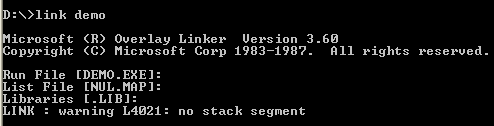 D:\>link demo
Microsoft (R) Overlay Linker  Version 3.60
Copyright (C) Microsoft Corp 1983-1987.  All rights reserved.
Run File [DEMO.EXE]:
List File [NUL.MAP]:
Libraries [.LIB]:
LINK : warning L4021: no stack segment